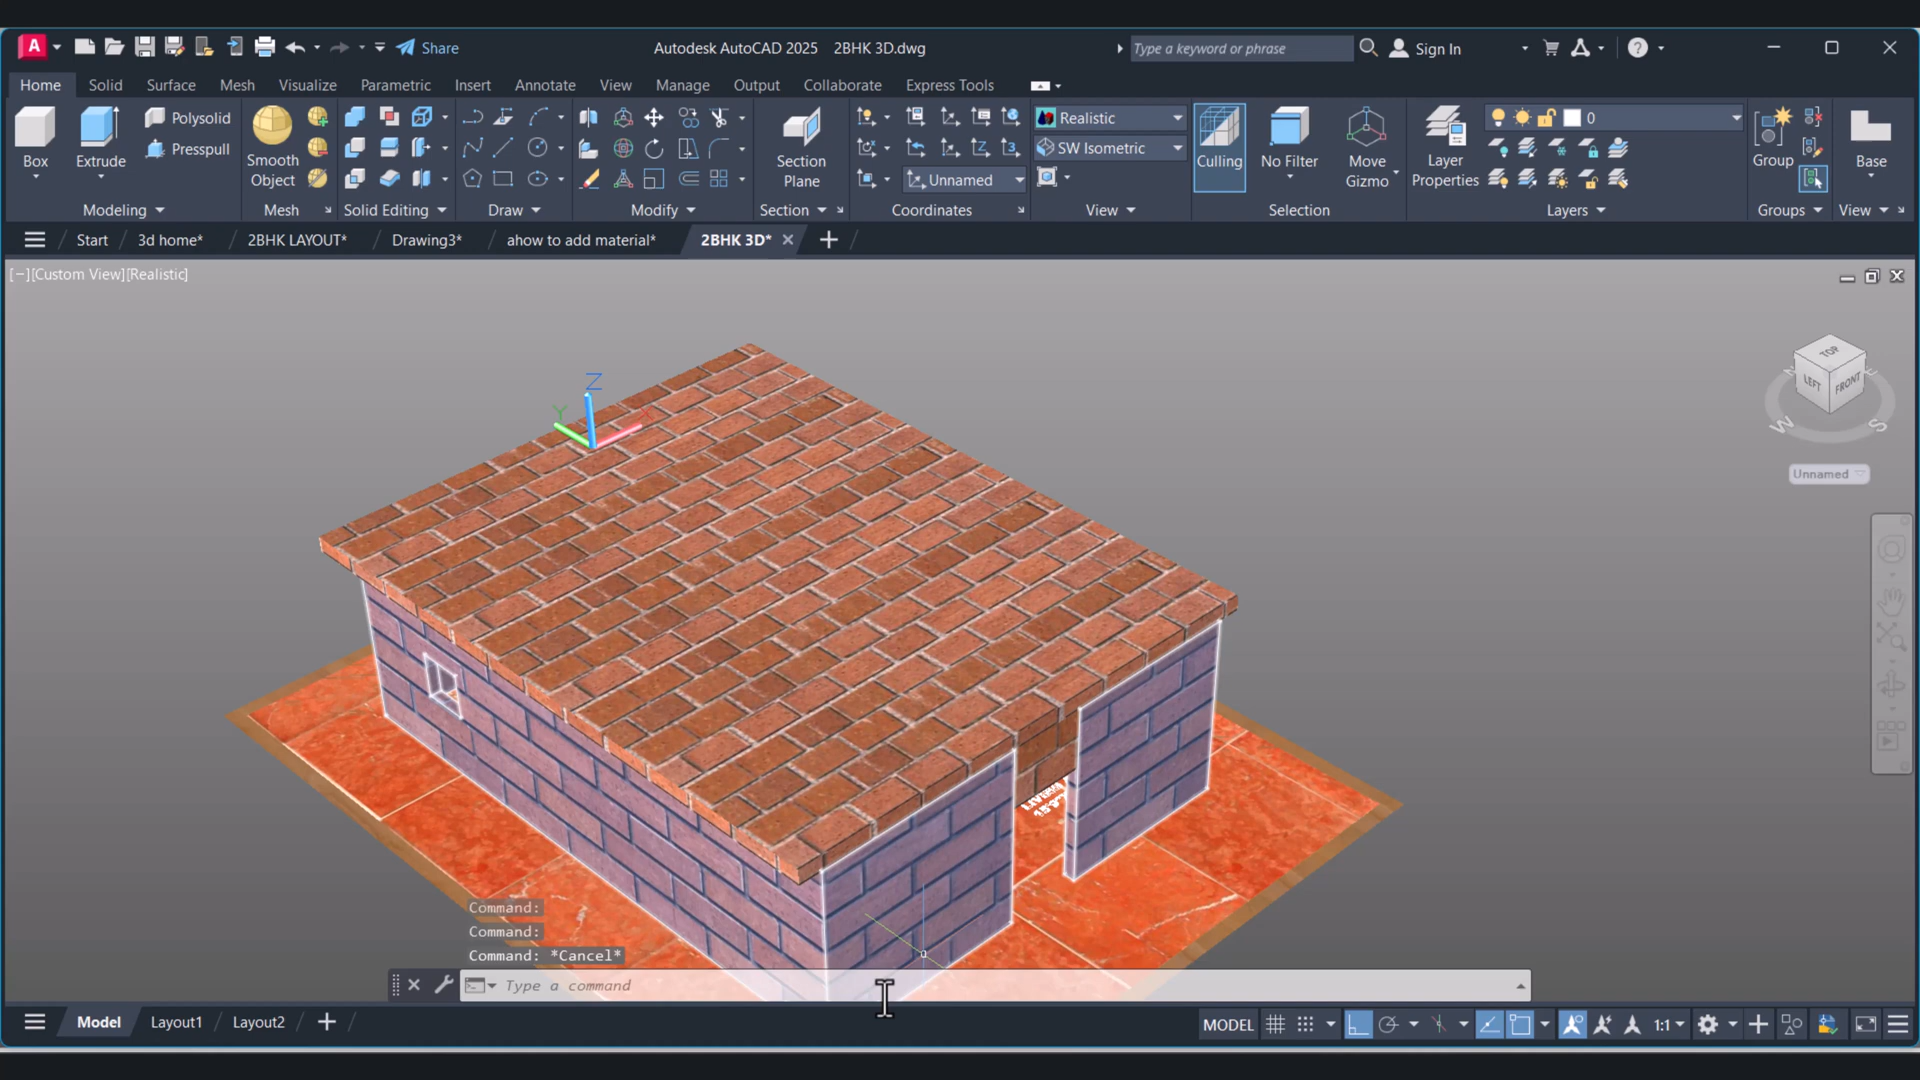 A
Share
Autodesk AutoCAD 2025 2BHK 3D.dwg
Type a keyword or phrase
Sign In
Home Solid Surface Mesh Visualize Parametric Insert Annotate View Manage Output Collaborate Express Tools
Box
Extrude
Polysolid
Presspull
Smooth Object
Section Plane
Unnamed
Realistic
SW Isometric
Culling
No Filter
Move Gizmo
Layer Properties
0
Group
Base
Modeling Mesh Solid Editing Draw Modify Section Coordinates View Selection Layers Groups View
Start 3d home* 2BHK LAYOUT* Drawing3* ahow to add material* 2BHK 3D*
[−][Custom View][Realistic]
TOP
LEFT FRONT
W S
Unnamed
Z
Y X
Command:
Command:
Command: *Cancel*
Type a command
Model Layout1 Layout2
MODEL
1:1